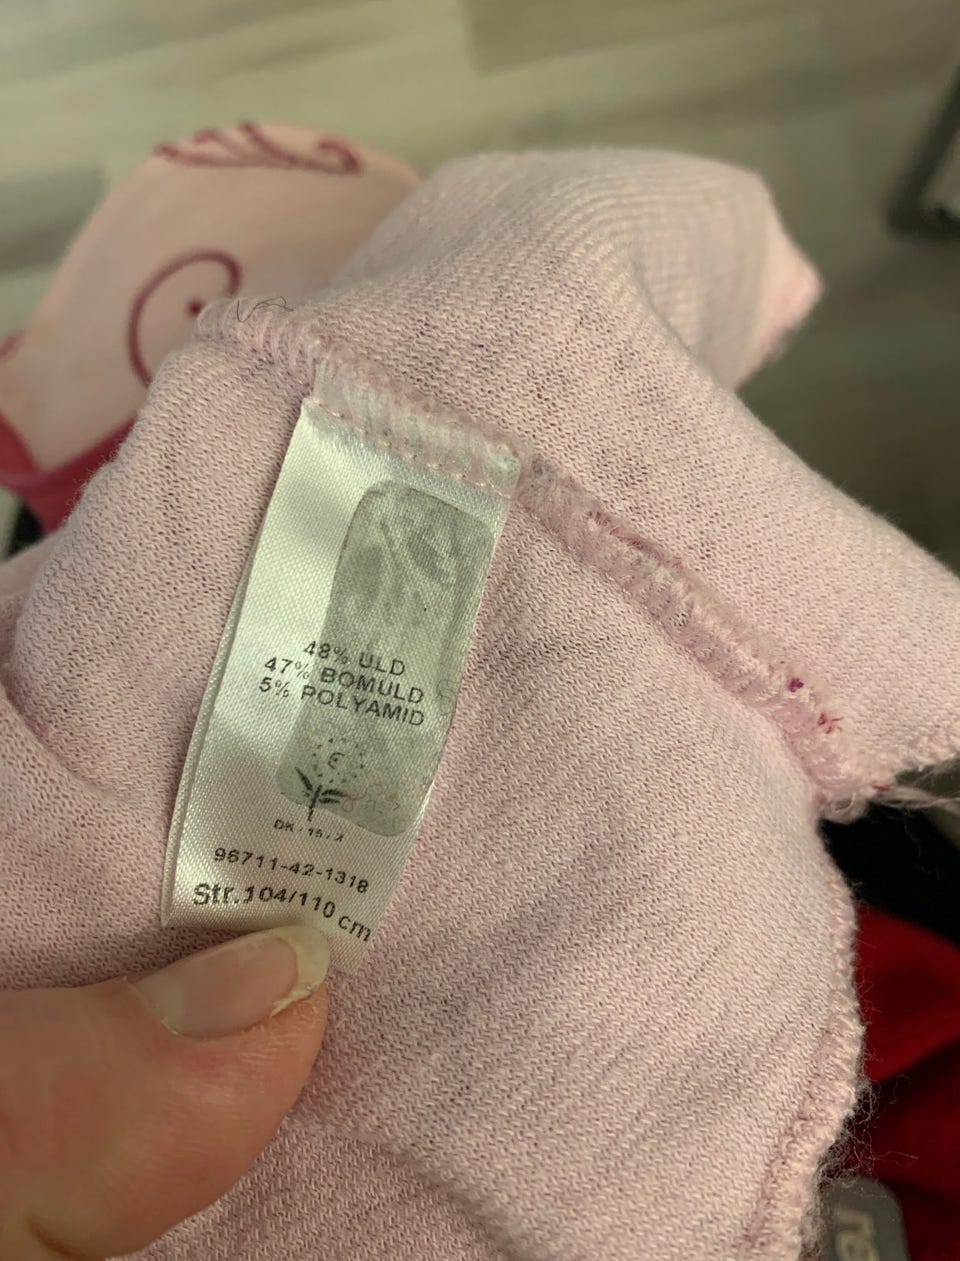 48% ULD
47% BOMULD
5% POLYAMID
96711-42-1318
Str. 104/110 cm